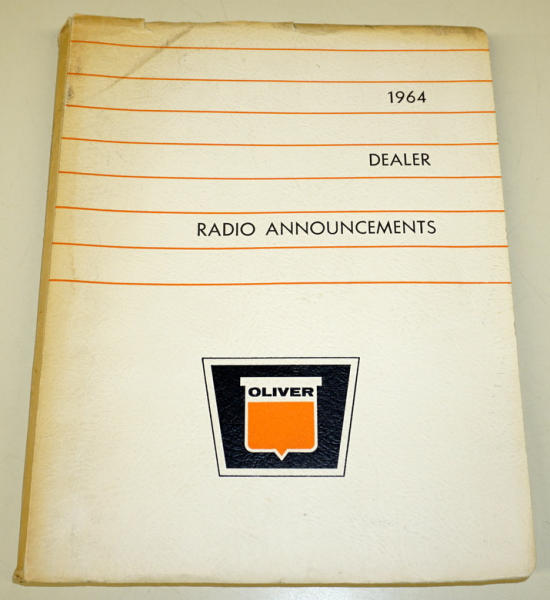 1964
DEALER
RADIO ANNOUNCEMENTS
OLIVER